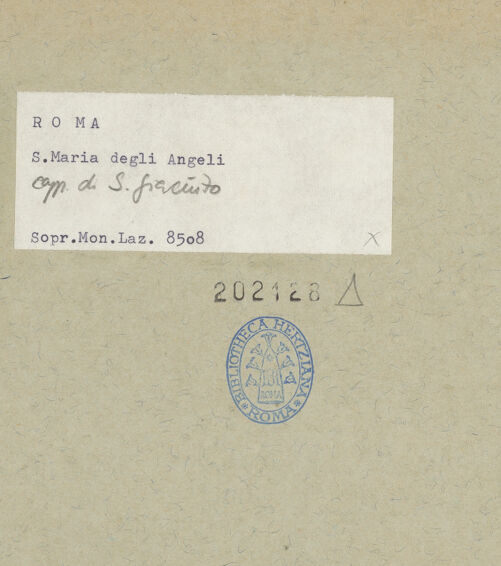 R O M A
S.Maria degli Angeli
capp. di S. Giacinto
Sopr.Mon.Laz. 8508
X
202128 △
BIBLIOTHECA HERTZIANA
ROMA
* ROMA *